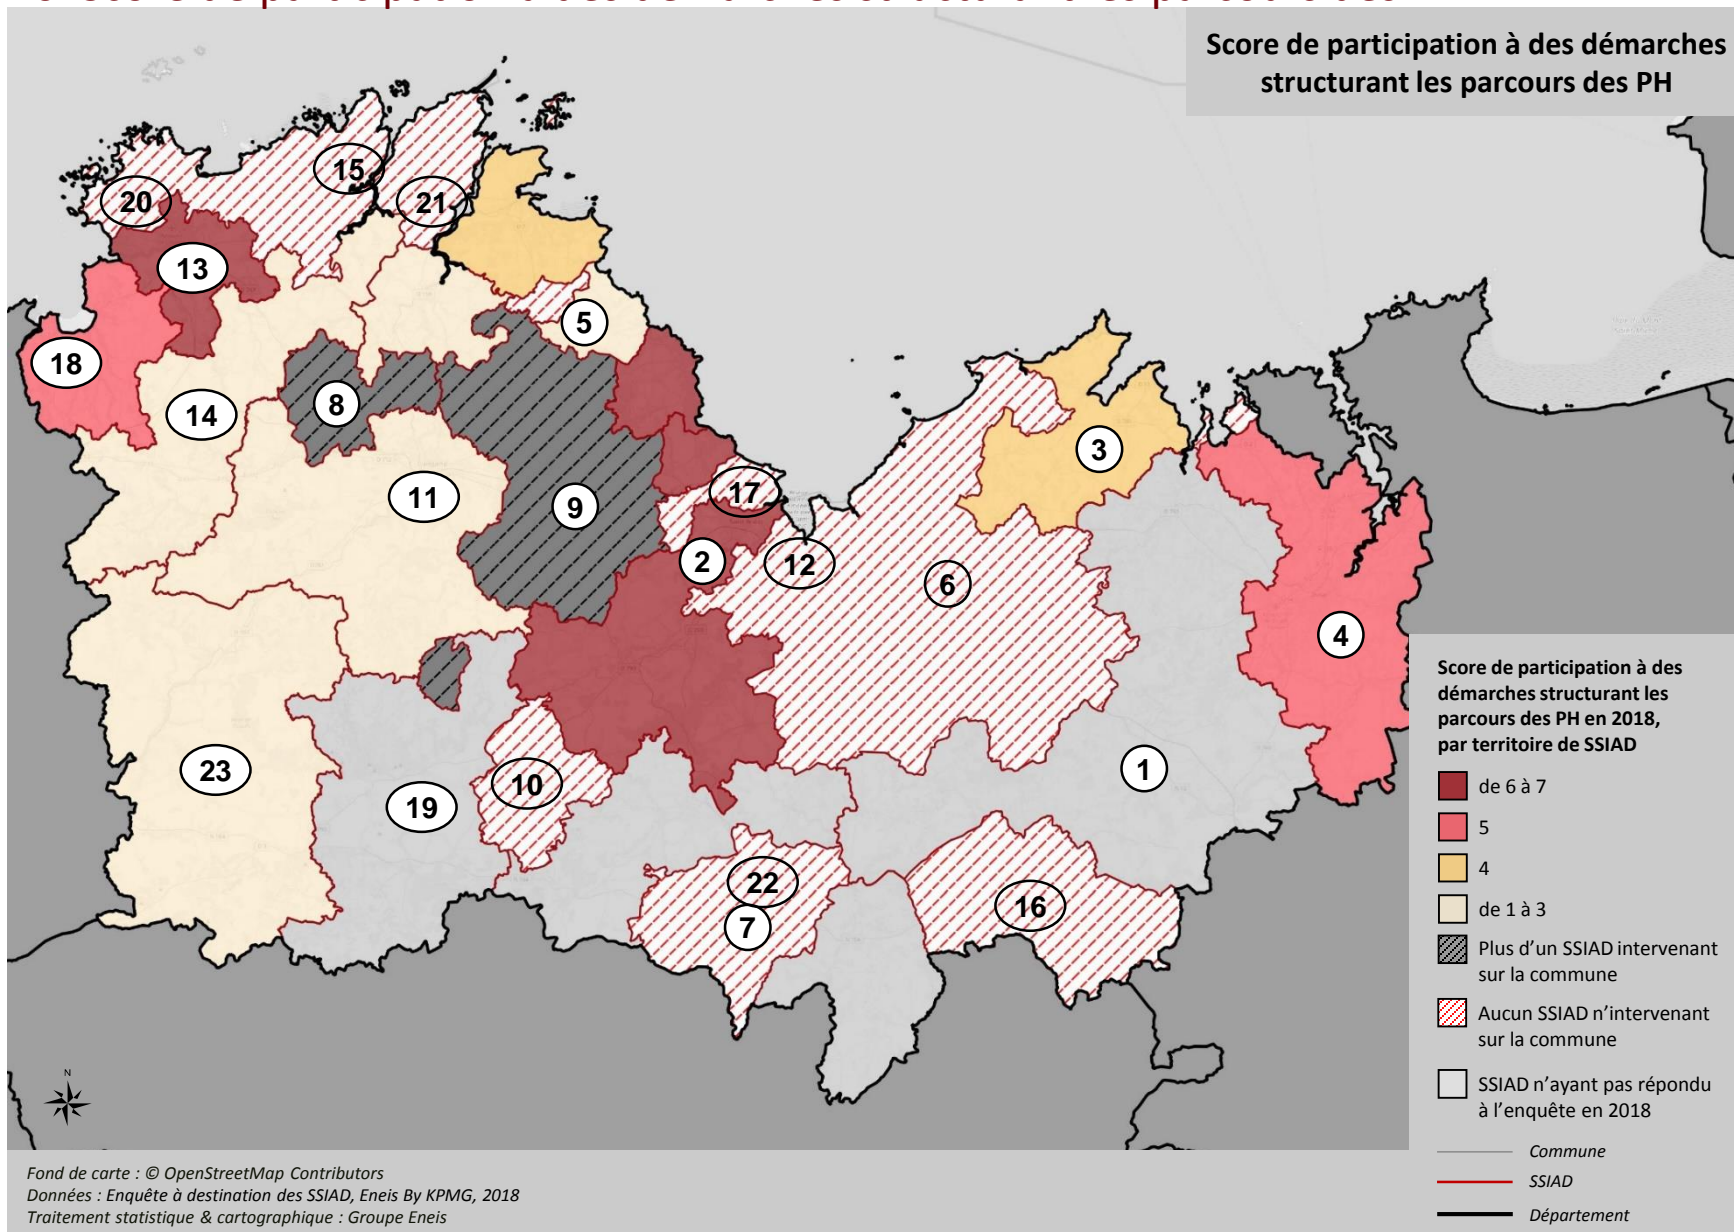 Score de participation à des démarches
structurant les parcours des PH
15
20
21
13
5
18
8
14
3
11
17
9
2
12
6
4
23
10
19
1
22
16
7
Score de participation à des
démarches structurant les
parcours des PH en 2018,
par territoire de SSIAD
de 6 à 7
5
4
de 1 à 3
Plus d'un SSIAD intervenant
sur la commune
Aucun SSIAD n'intervenant
sur la commune
SSIAD n'ayant pas répondu
à l'enquête en 2018
Commune
SSIAD
Département
N
Fond de carte : © OpenStreetMap Contributors
Données : Enquête à destination des SSIAD, Eneis By KPMG, 2018
Traitement statistique & cartographique : Groupe Eneis